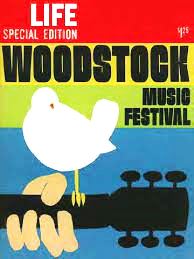 LIFE
SPECIAL EDITION
$1.25
WOODSTOCK
MUSIC
FESTIVAL